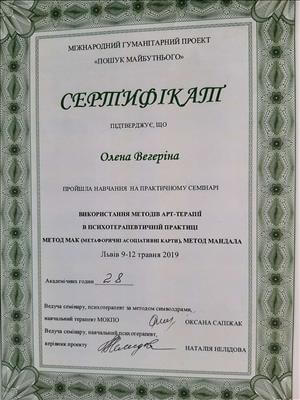 МІЖНАРОДНИЙ ГУМАНІТАРНИЙ ПРОЕКТ
«ПОШУК МАЙБУТНЬОГО»
СЕРТИФІКАТ
ПІДТВЕРДЖУЄ, ЩО
Олена Вегеріна
ПРОЙШЛА НАВЧАННЯ НА ПРАКТИЧНОМУ СЕМІНАРІ
ВИКОРИСТАННЯ МЕТОДІВ АРТ-ТЕРАПІЇ
В ПСИХОТЕРАПЕВТИЧНІЙ ПРАКТИЦІ
МЕТОД МАК (МЕТАФОРИЧНІ АСОЦІАТИВНІ КАРТИ), МЕТОД МАНДАЛА
Львів 9-12 травня 2019
Академічних годин 28
Ведуча семінару, психотерапевт за методом символдрами,
навчальний терапевт МОКПО ОКСАНА САПІЖАК
Ведуча семінару, навчальний психотерапевт,
керівник проекту НАТАЛІЯ НЕЛІДОВА